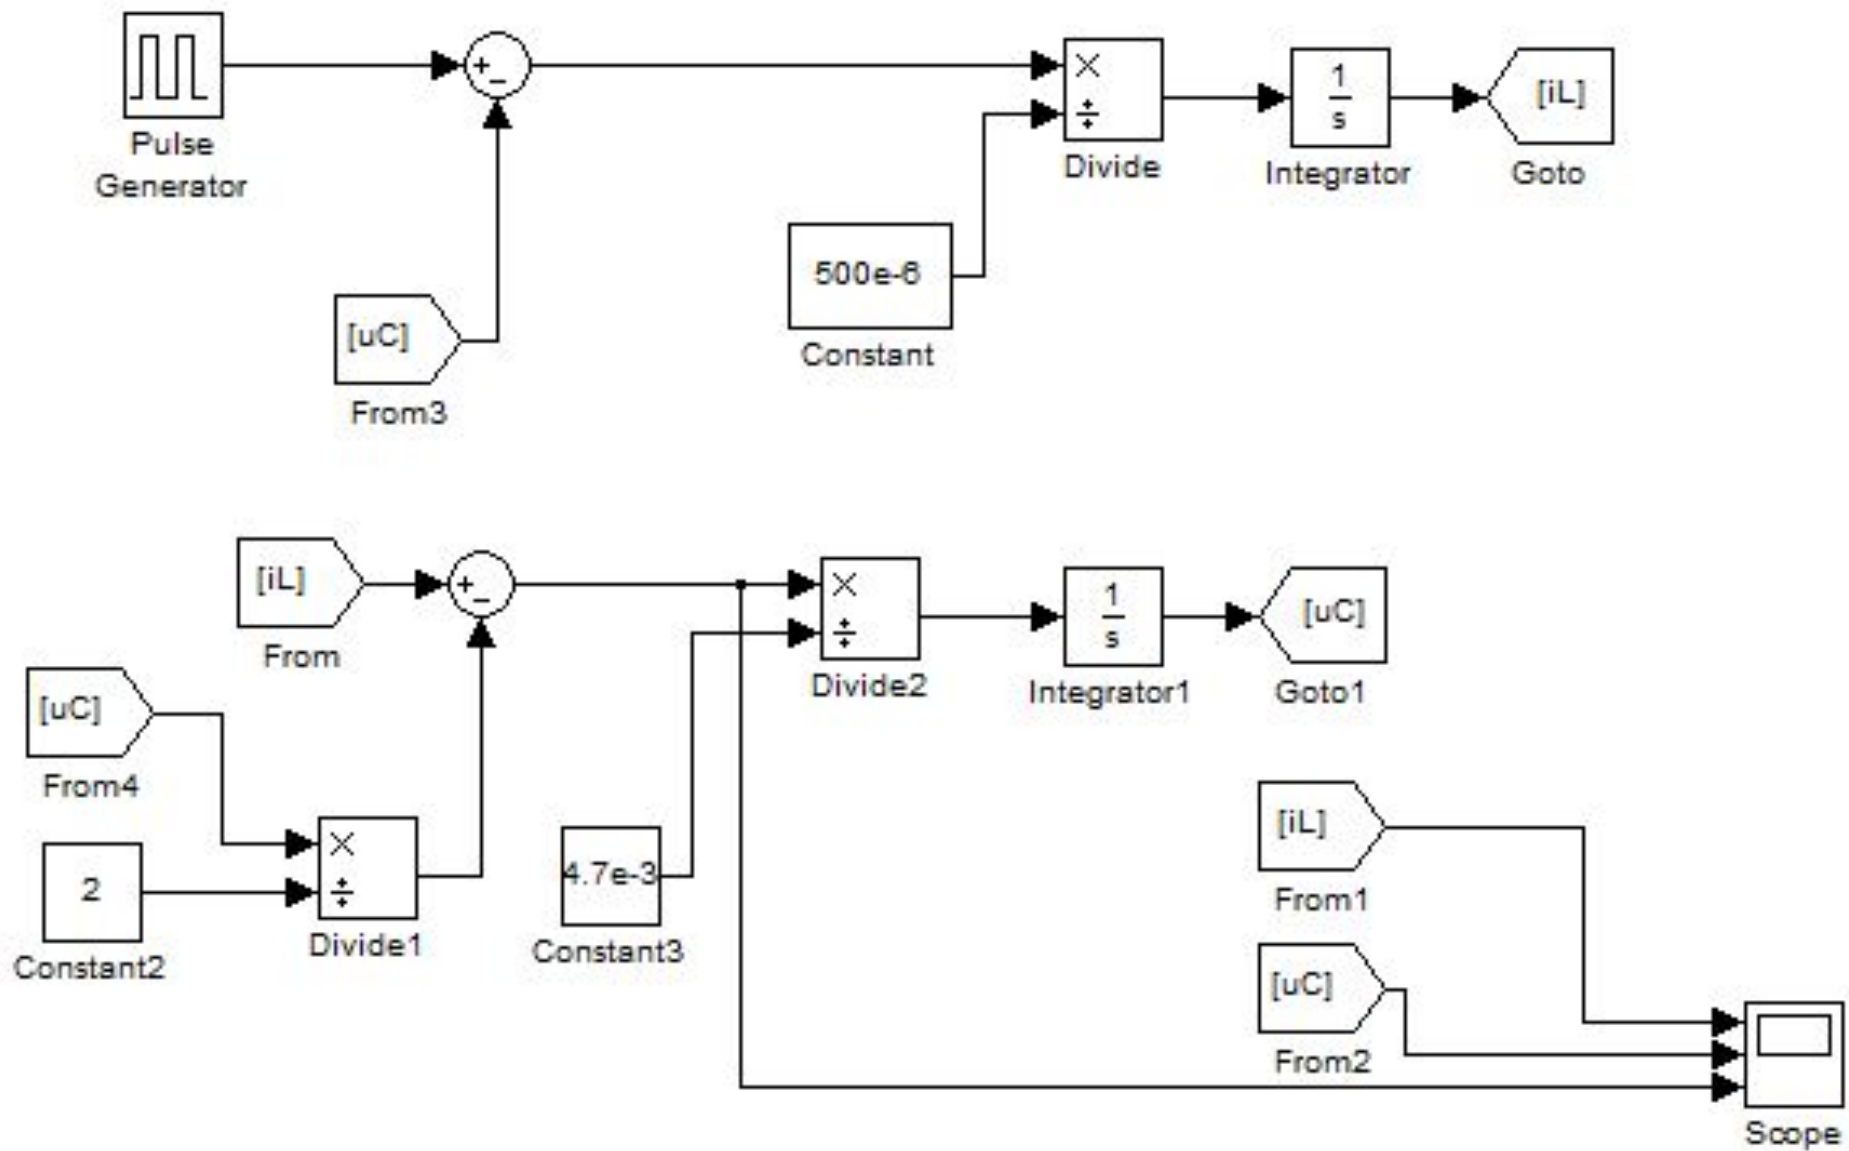 Pulse
Generator
+
−
×
÷
Divide
1
s
Integrator
[iL]
Goto
500e-6
Constant
[uC]
From3
[iL]
From
+
−
×
÷
Divide2
1
s
Integrator1
[uC]
Goto1
[uC]
From4
2
Constant2
×
÷
Divide1
4.7e-3
Constant3
[iL]
From1
[uC]
From2
Scope